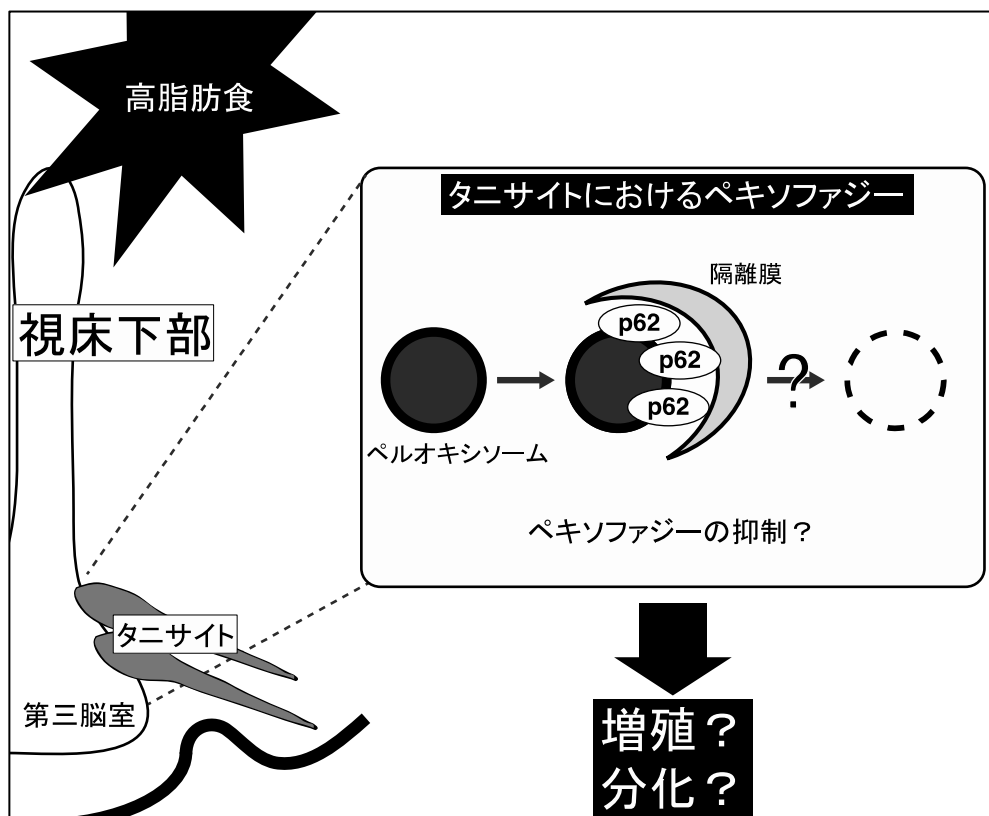 高脂肪食
タニサイトにおけるペキソファジー
隔離膜
視床下部
p62
p62
p62
?
ペルオキシソーム
ペキソファジーの抑制？
タニサイト
第三脳室
増殖？
分化？